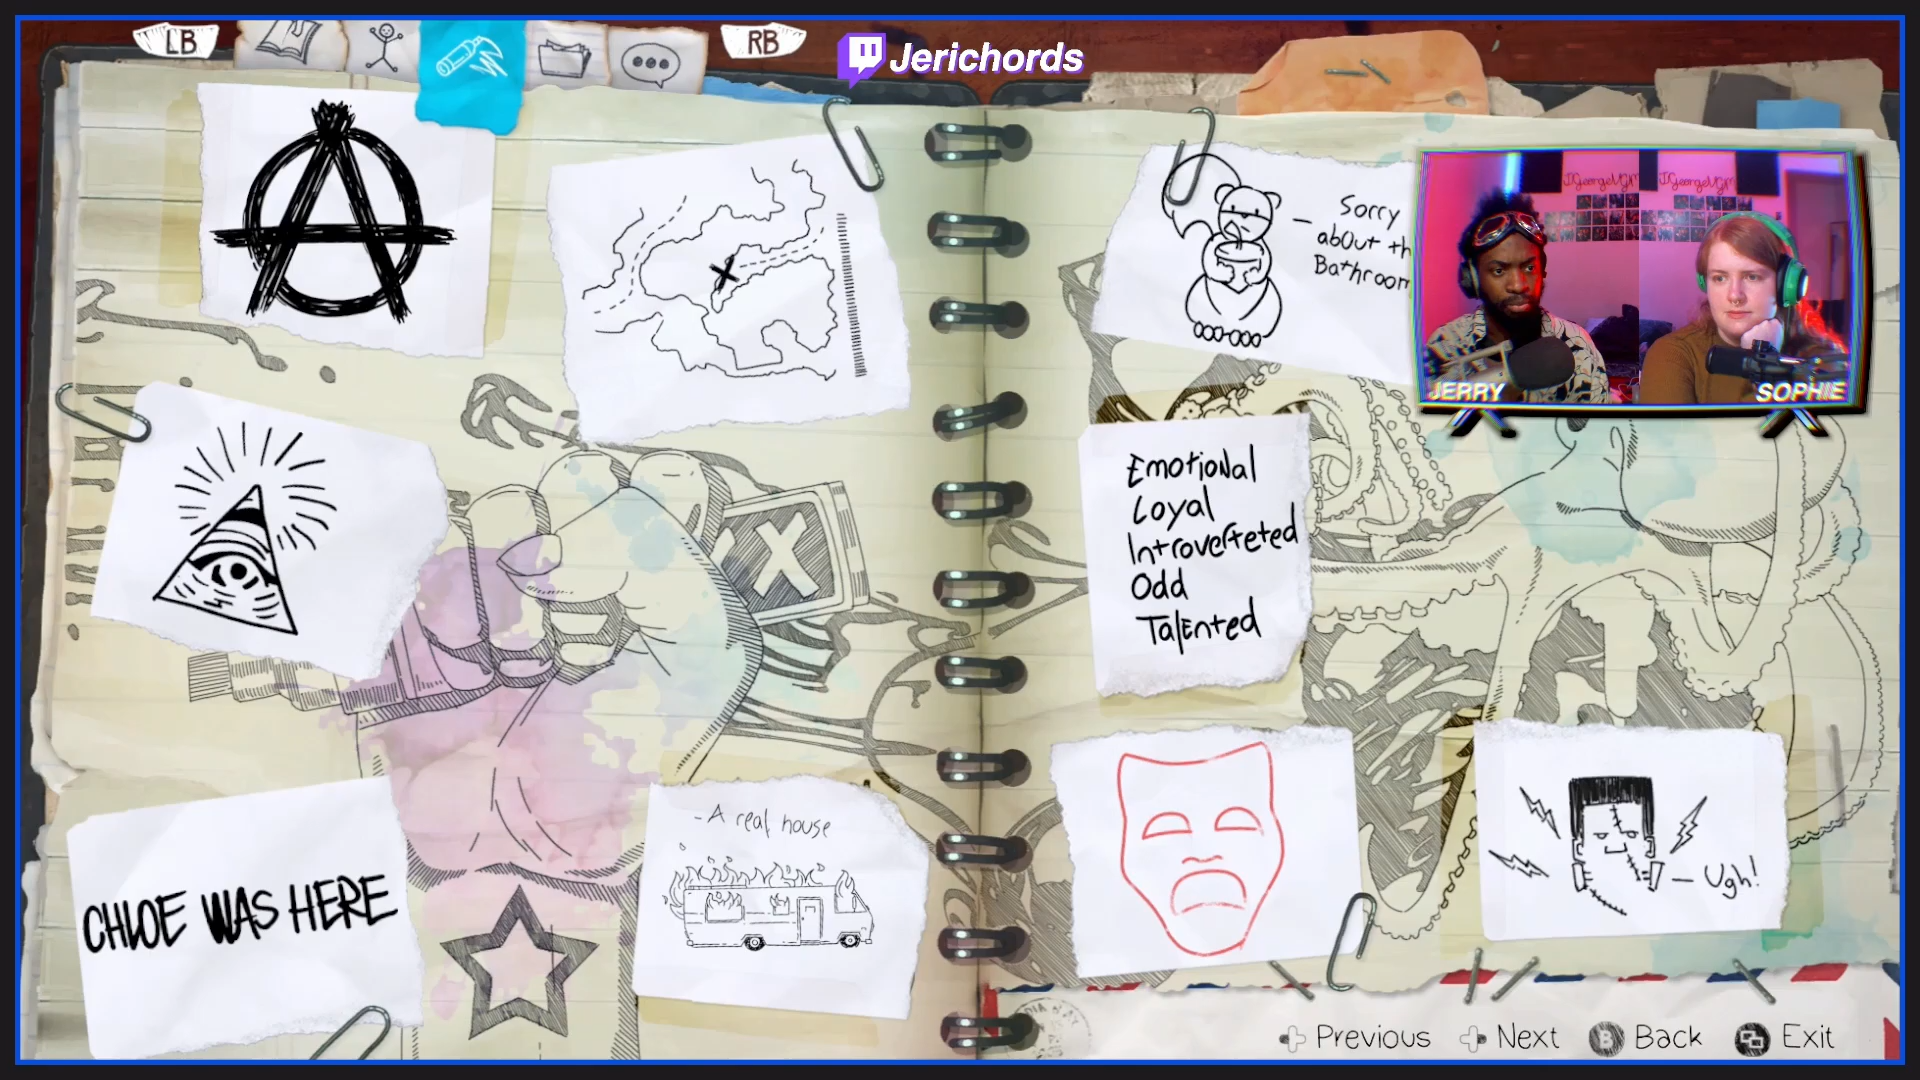 LB
RB
Jerichords
Sorry
abOut th
Bathroom
JERRY
SOPHIE
EmotioNal
Loyal
Introverteted
Odd
TalEnted
CHLOE WAS HERE
- A real house
Ugh!
Previous
Next
B
Back
Exit